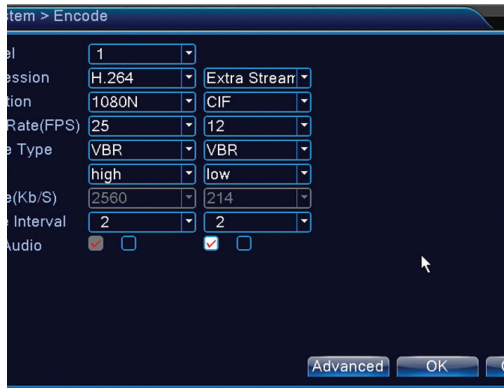 stem > Encode
el 1
ession H.264 Extra Stream
tion 1080N CIF
Rate(FPS) 25 12
e Type VBR VBR
high low
e(Kb/S) 2560 214
e Interval 2 2
Audio
Advanced OK